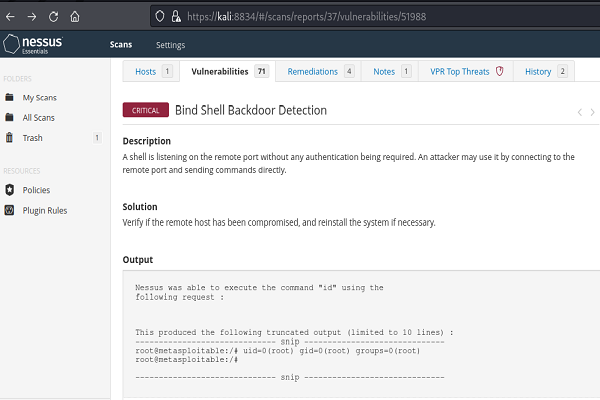 https://kali:8834/#/scans/reports/37/vulnerabilities/51988
nessus
Essentials
Scans
Settings
FOLDERS
My Scans
All Scans
Trash
1
RESOURCES
Policies
Plugin Rules
Hosts 1
Vulnerabilities 71
Remediations 4
Notes 1
VPR Top Threats
History 2
CRITICAL
Bind Shell Backdoor Detection
Description
A shell is listening on the remote port without any authentication being required. An attacker may use it by connecting to the
remote port and sending commands directly.
Solution
Verify if the remote host has been compromised, and reinstall the system if necessary.
Output
Nessus was able to execute the command "id" using the
following request :
This produced the following truncated output (limited to 10 lines) :
------------------------------ snip ------------------------------
root@metasploitable:/# uid=0(root) gid=0(root) groups=0(root)
root@metasploitable:/#
------------------------------ snip ------------------------------